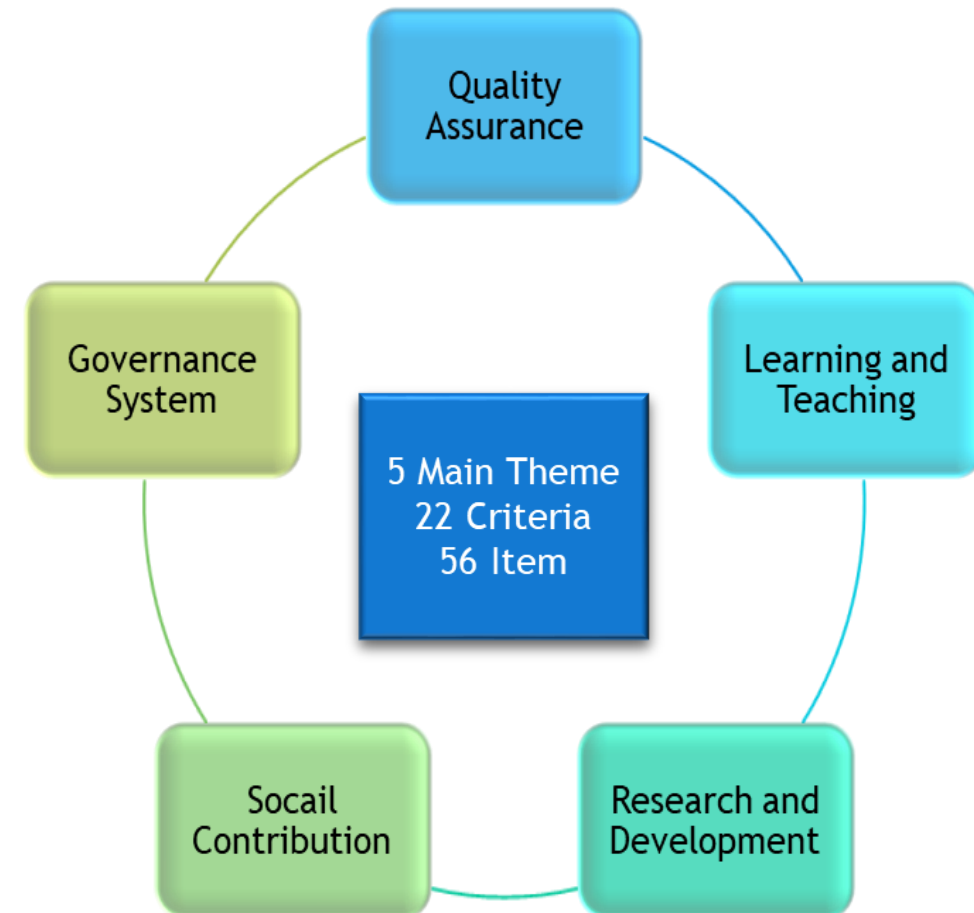 Quality
Assurance
Governance
System
Learning and
Teaching
5 Main Theme
22 Criteria
56 Item
Socail
Contribution
Research and
Development